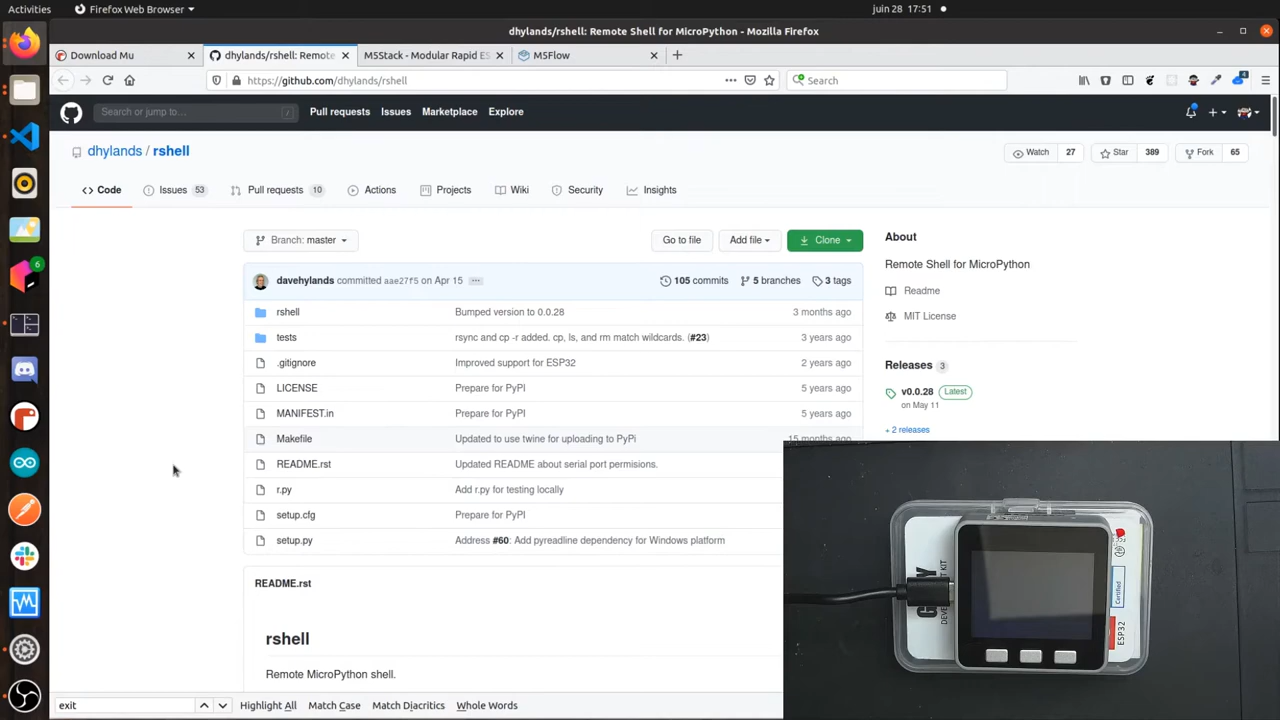 Activities
Firefox Web Browser
juin 28 17:51
dhylands/rshell: Remote Shell for MicroPython - Mozilla Firefox
Download Mu
dhylands/rshell: Remote
M5Stack - Modular Rapid ES
M5Flow
https://github.com/dhylands/rshell
Search
4
Search or jump to…
/
Pull requests
Issues
Marketplace
Explore
dhylands / rshell
Watch 27
Star 389
Fork 65
Code
Issues 53
Pull requests 10
Actions
Projects
Wiki
Security
Insights
Branch: master
Go to file
Add file
Clone
About
Remote Shell for MicroPython
Readme
MIT License
Releases 3
v0.0.28 Latest
on May 11
+ 2 releases
davehylands committed aae27f5 on Apr 15
105 commits
5 branches
3 tags
rshell Bumped version to 0.0.28 3 months ago
tests rsync and cp -r added. cp, ls, and rm match wildcards. (#23) 3 years ago
.gitignore Improved support for ESP32 2 years ago
LICENSE Prepare for PyPI 5 years ago
MANIFEST.in Prepare for PyPI 5 years ago
Makefile Updated to use twine for uploading to PyPi 15 months ago
README.rst Updated README about serial port permisions.
r.py Add r.py for testing locally
setup.cfg Prepare for PyPI
setup.py Address #60: Add pyreadline dependency for Windows platform
README.rst
rshell
Remote MicroPython shell.
6
exit
Highlight All
Match Case
Match Diacritics
Whole Words
Certified
ESP32